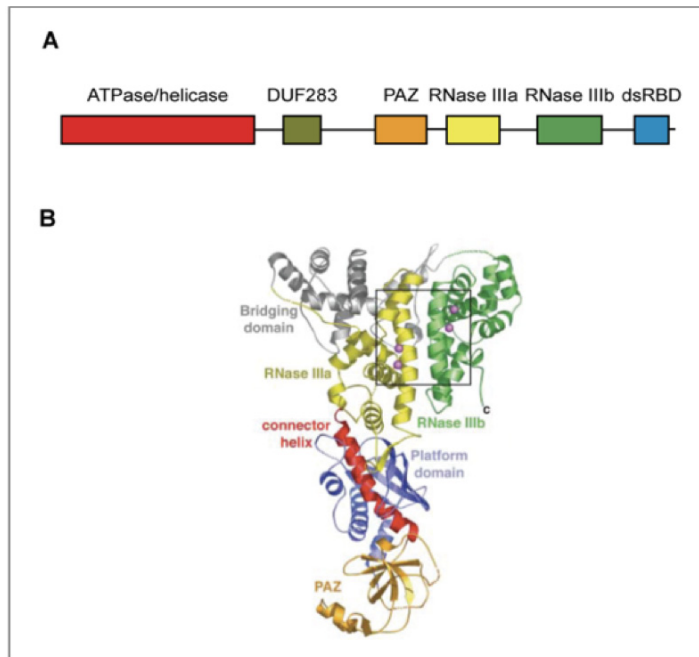 A
ATPase/helicase DUF283 PAZ RNase IIIa RNase IIIb dsRBD
B
Bridging
domain
RNase IIIa
RNase IIIb
C
connector
helix
Platform
domain
PAZ